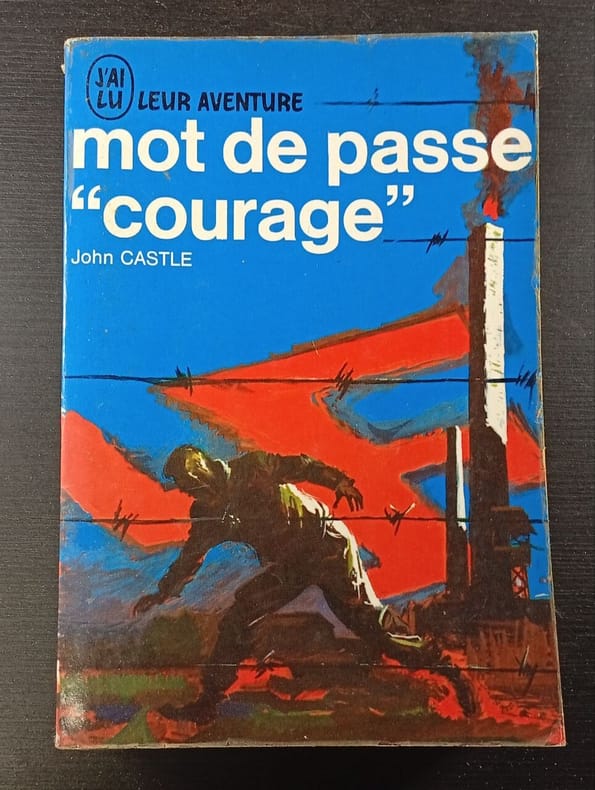 J'AI
LU
LEUR AVENTURE
mot de passe
“courage”
John CASTLE